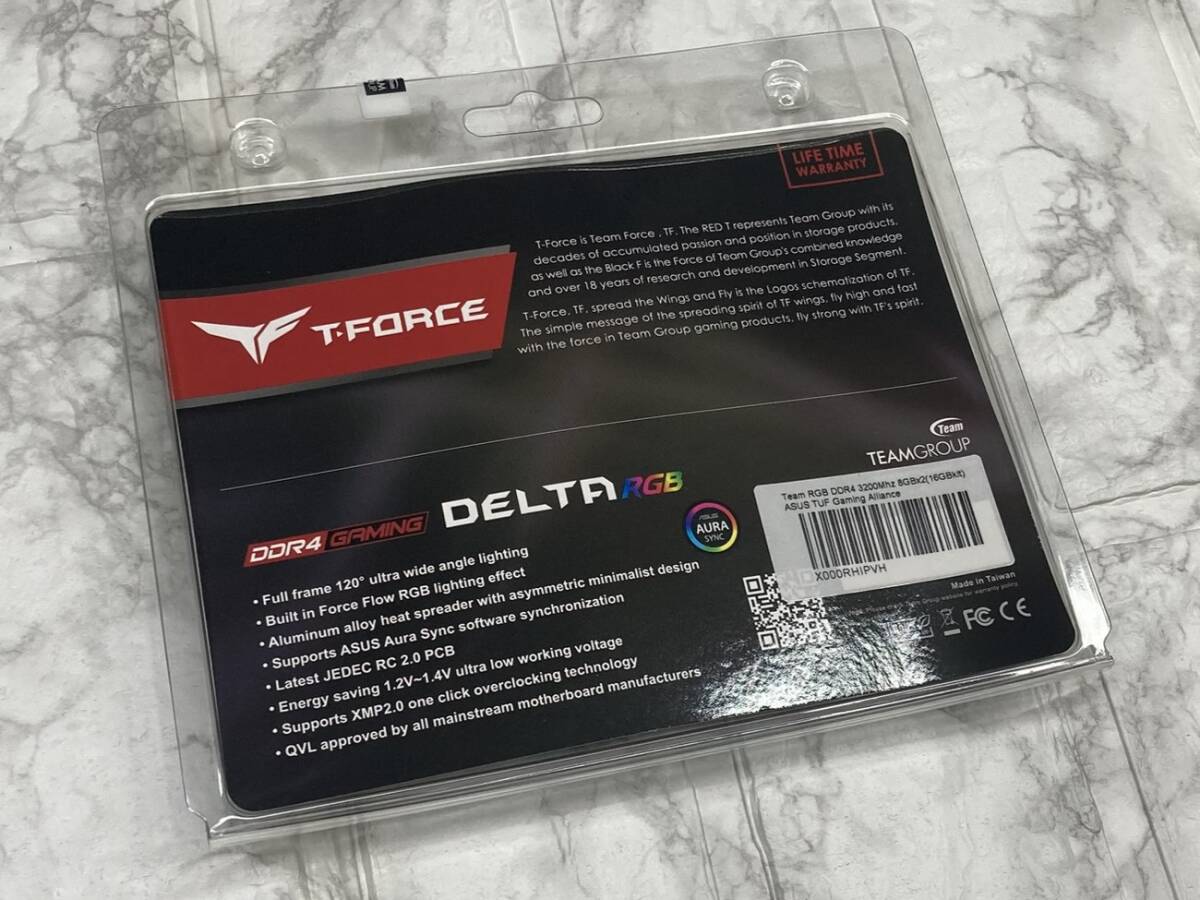 LIFE TIME
WARRANTY
T-Force is Team Force , TF. The RED T represents Team Group with its
decades of accumulated passion and position in storage products,
as well as the Black F is the Force of Team Group's combined knowledge
and over 18 years of research and development in Storage Segment.
T-Force, TF, spread the Wings and Fly is the Logos schematization of TF.
The simple message of the spreading spirit of TF wings, fly high and fast
with the force in Team Group gaming products, fly strong with TF's spirit.
T-FORCE
Team
TEAMGROUP
DDR4 GAMING
DELTA RGB
ASUS
AURA
SYNC
Team RGB DDR4 3200Mhz 8GBx2(16GBkit)
ASUS TUF Gaming Alliance
X000RHIPVH
• Full frame 120° ultra wide angle lighting
• Built in Force Flow RGB lighting effect
• Aluminum alloy heat spreader with asymmetric minimalist design
• Supports ASUS Aura Sync software synchronization
• Latest JEDEC RC 2.0 PCB
• Energy saving 1.2V~1.4V ultra low working voltage
• Supports XMP2.0 one click overclocking technology
• QVL approved by all mainstream motherboard manufacturers
Made in Taiwan
website for warranty policy.
FC CE